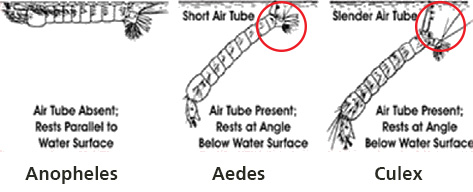 Short Air Tube
Slender Air Tube
Air Tube Absent;
Rests Parallel to
Water Surface
Air Tube Present;
Rests at Angle
Below Water Surface
Air Tube Present;
Rests at Angle
Below Water Surface
Anopheles
Aedes
Culex